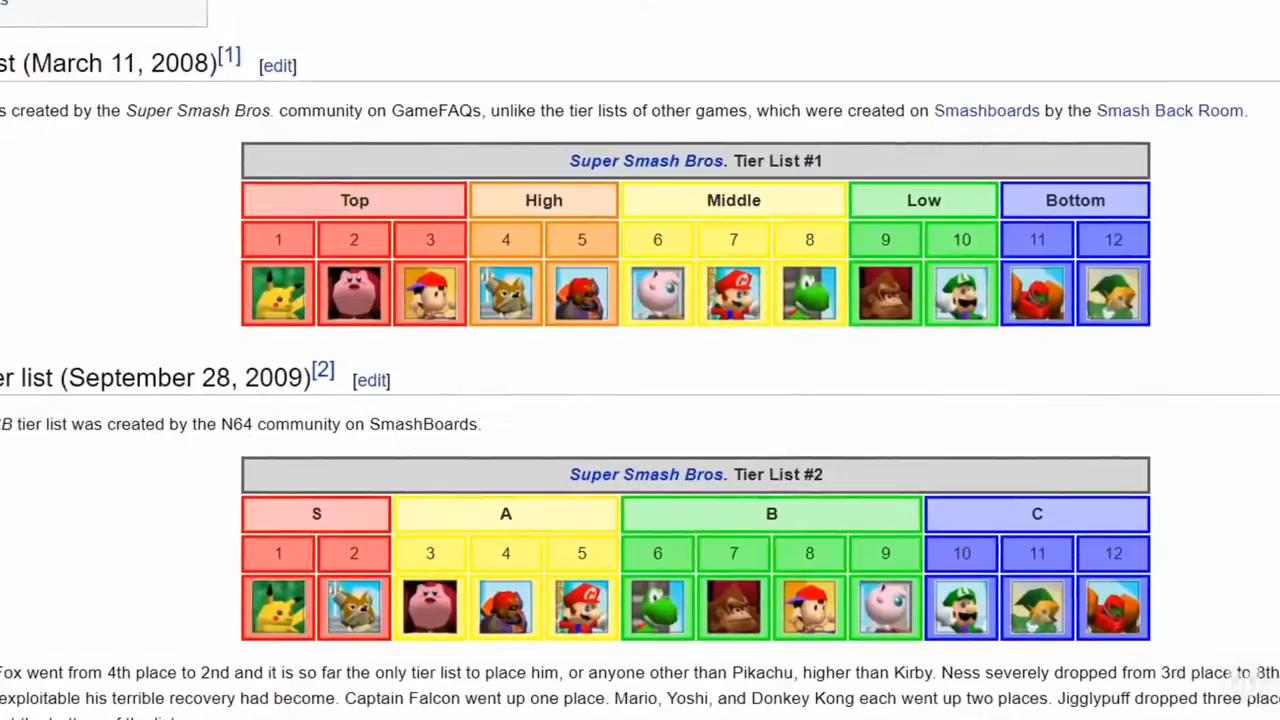 s
st (March 11, 2008)[1] [edit]
s created by the Super Smash Bros. community on GameFAQs, unlike the tier lists of other games, which were created on Smashboards by the Smash Back Room.
Super Smash Bros. Tier List #1
Top High Middle Low Bottom
1 2 3 4 5 6 7 8 9 10 11 12
er list (September 28, 2009)[2] [edit]
B tier list was created by the N64 community on SmashBoards.
Super Smash Bros. Tier List #2
S A B C
1 2 3 4 5 6 7 8 9 10 11 12
Fox went from 4th place to 2nd and it is so far the only tier list to place him, or anyone other than Pikachu, higher than Kirby. Ness severely dropped from 3rd place to 8th
exploitable his terrible recovery had become. Captain Falcon went up one place. Mario, Yoshi, and Donkey Kong each went up two places. Jigglypuff dropped three plac